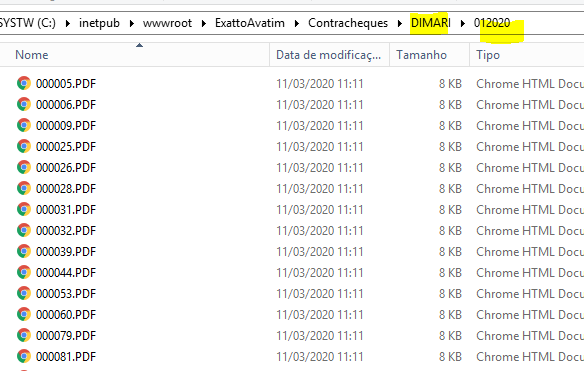 SYSTW (C:) › inetpub › wwwroot › ExattoAvatim › Contracheques › DIMARI › 012020
Nome Data de modificaç... Tamanho Tipo
000005.PDF 11/03/2020 11:11 8 KB Chrome HTML Docu
000006.PDF 11/03/2020 11:11 8 KB Chrome HTML Docu
000009.PDF 11/03/2020 11:11 8 KB Chrome HTML Docu
000025.PDF 11/03/2020 11:11 8 KB Chrome HTML Docu
000026.PDF 11/03/2020 11:11 8 KB Chrome HTML Docu
000028.PDF 11/03/2020 11:11 8 KB Chrome HTML Docu
000031.PDF 11/03/2020 11:11 8 KB Chrome HTML Docu
000032.PDF 11/03/2020 11:11 8 KB Chrome HTML Docu
000039.PDF 11/03/2020 11:11 8 KB Chrome HTML Docu
000044.PDF 11/03/2020 11:11 8 KB Chrome HTML Docu
000053.PDF 11/03/2020 11:11 8 KB Chrome HTML Docu
000060.PDF 11/03/2020 11:11 8 KB Chrome HTML Docu
000079.PDF 11/03/2020 11:11 8 KB Chrome HTML Docu
000081.PDF 11/03/2020 11:11 8 KB Chrome HTML Docu